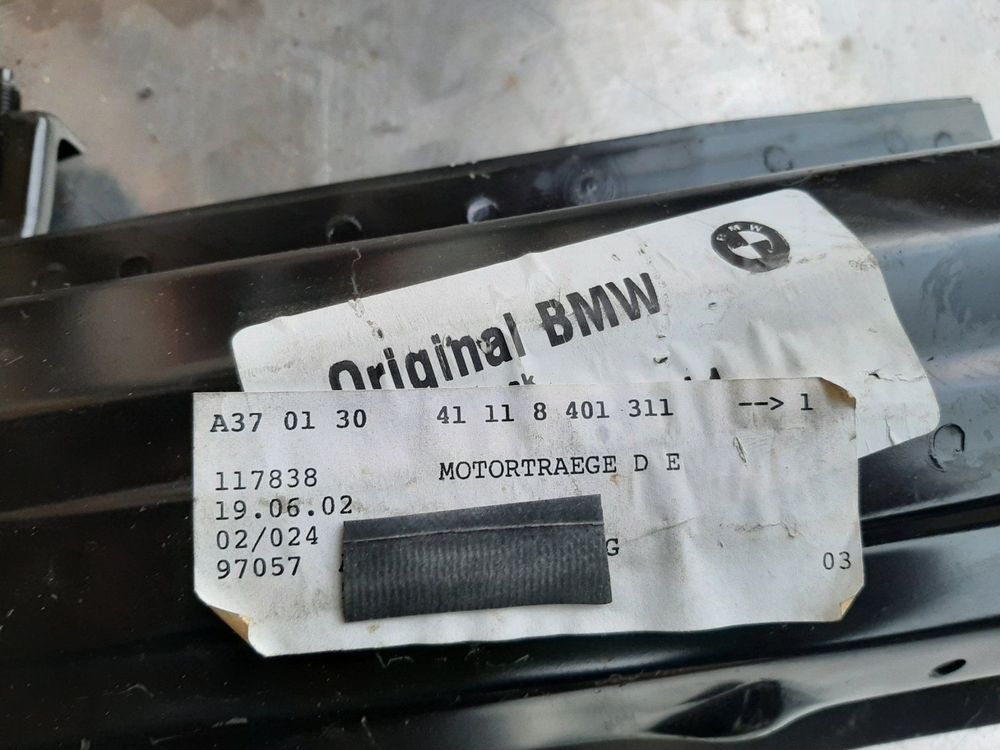 BMW
Original BMW
A37 01 30 41 11 8 401 311 --> 1
117838 MOTORTRAEGE D E
19.06.02
02/024
97057 G 03